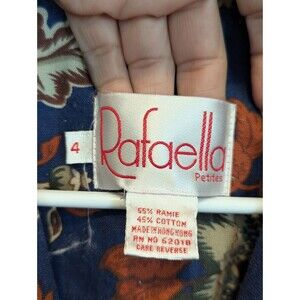 4
Rafaella
Petites
55% RAMIE
45% COTTON
MADE IN HONG KONG
RN NO 62018
CARE REVERSE